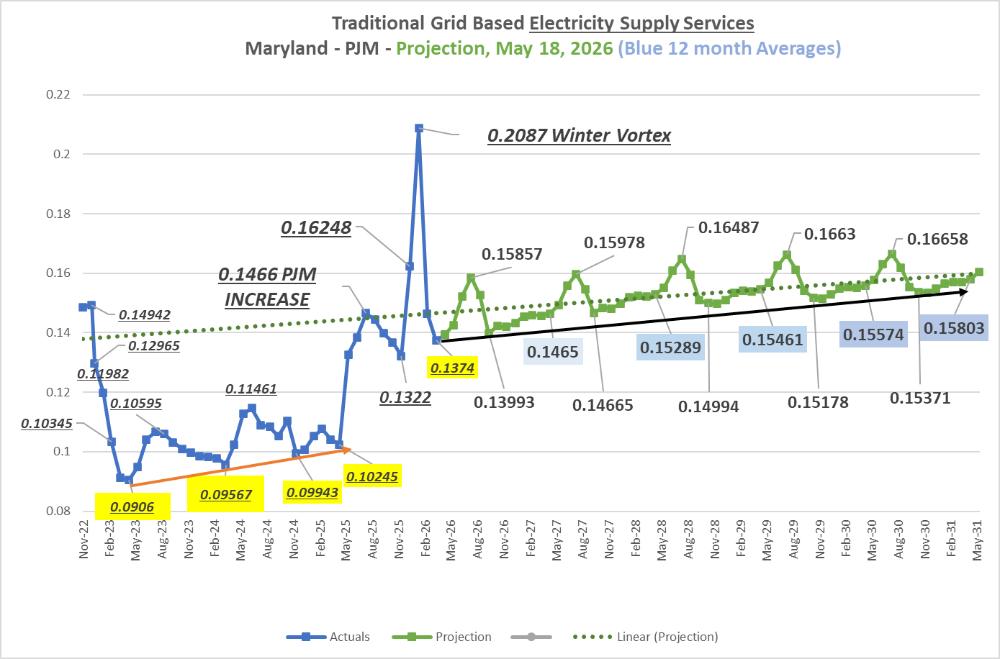 Traditional Grid Based Electricity Supply Services
Maryland - PJM - Projection, May 18, 2026 (Blue 12 month Averages)
0.22
0.2
0.18
0.16
0.14
0.12
0.1
0.08
0.2087 Winter Vortex
0.16248
0.1466 PJM
INCREASE
0.14942
0.12965
0.11982
0.10595
0.10345
0.11461
0.0906
0.09567
0.09943
0.10245
0.1322
0.1374
0.15857
0.13993
0.1465
0.15978
0.14665
0.15289
0.16487
0.14994
0.15461
0.1663
0.15178
0.15574
0.16658
0.15371
0.15803
Nov-22
Feb-23
May-23
Aug-23
Nov-23
Feb-24
May-24
Aug-24
Nov-24
Feb-25
May-25
Aug-25
Nov-25
Feb-26
May-26
Aug-26
Nov-26
Feb-27
May-27
Aug-27
Nov-27
Feb-28
May-28
Aug-28
Nov-28
Feb-29
May-29
Aug-29
Nov-29
Feb-30
May-30
Aug-30
Nov-30
Feb-31
May-31
Actuals
Projection
Linear (Projection)